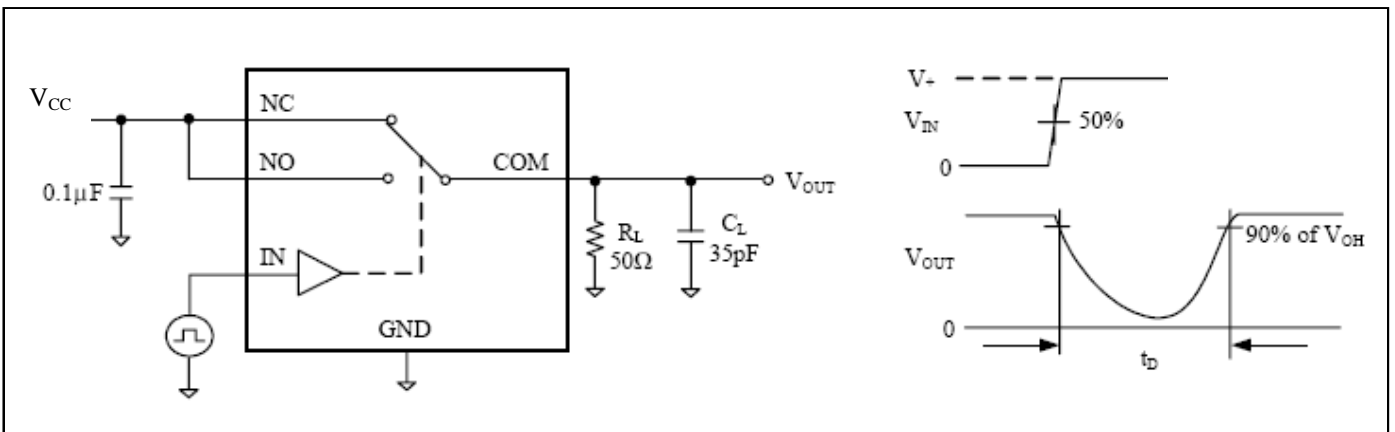 V_CC
NC
NO
COM
0.1µF
IN
GND
R_L
50Ω
C_L
35pF
V_OUT
V+
V_IN
50%
0
V_OUT
90% of V_OH
0
t_D